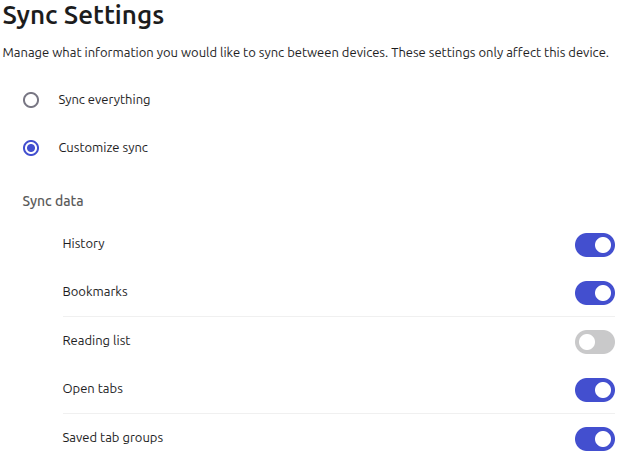 Sync Settings
Manage what information you would like to sync between devices. These settings only affect this device.
Sync everything
Customize sync
Sync data
History
Bookmarks
Reading list
Open tabs
Saved tab groups